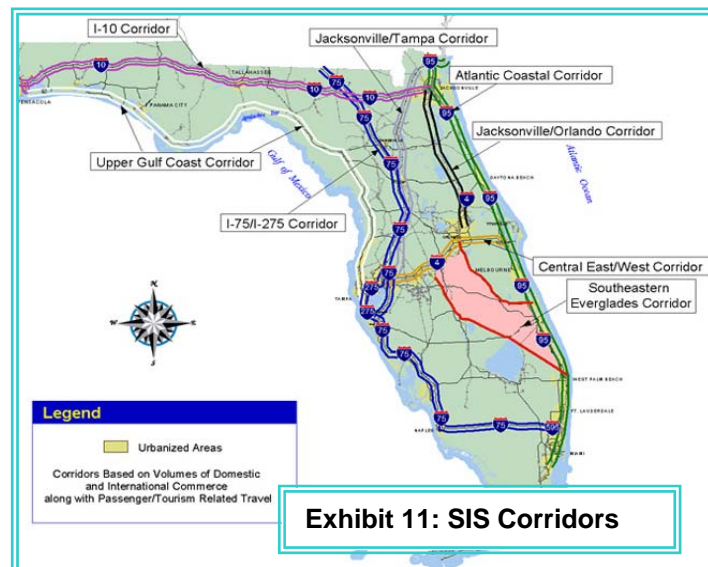 I-10 Corridor
Jacksonville/Tampa Corridor
95
10
TALLAHASSEE
75
10
10
Atlantic Coastal Corridor
JACKSONVILLE
PENSACOLA
PANAMA CITY
75
95
Jacksonville/Orlando Corridor
Upper Gulf Coast Corridor
Gulf of Mexico
75
Atlantic Ocean
DAYTONA BEACH
I-75/I-275 Corridor
4
95
75
4
Central East/West Corridor
MELBOURNE
75
275
95
Southeastern
Everglades Corridor
TAMPA
275
75
95
N
W
E
S
75
WEST PALM BEACH
Legend
Urbanized Areas
75
FT. LAUDERDALE
75
595
NAPLES
MIAMI
Corridors Based on Volumes of Domestic
and International Commerce
along with Passenger/Tourism Related Travel
Exhibit 11: SIS Corridors